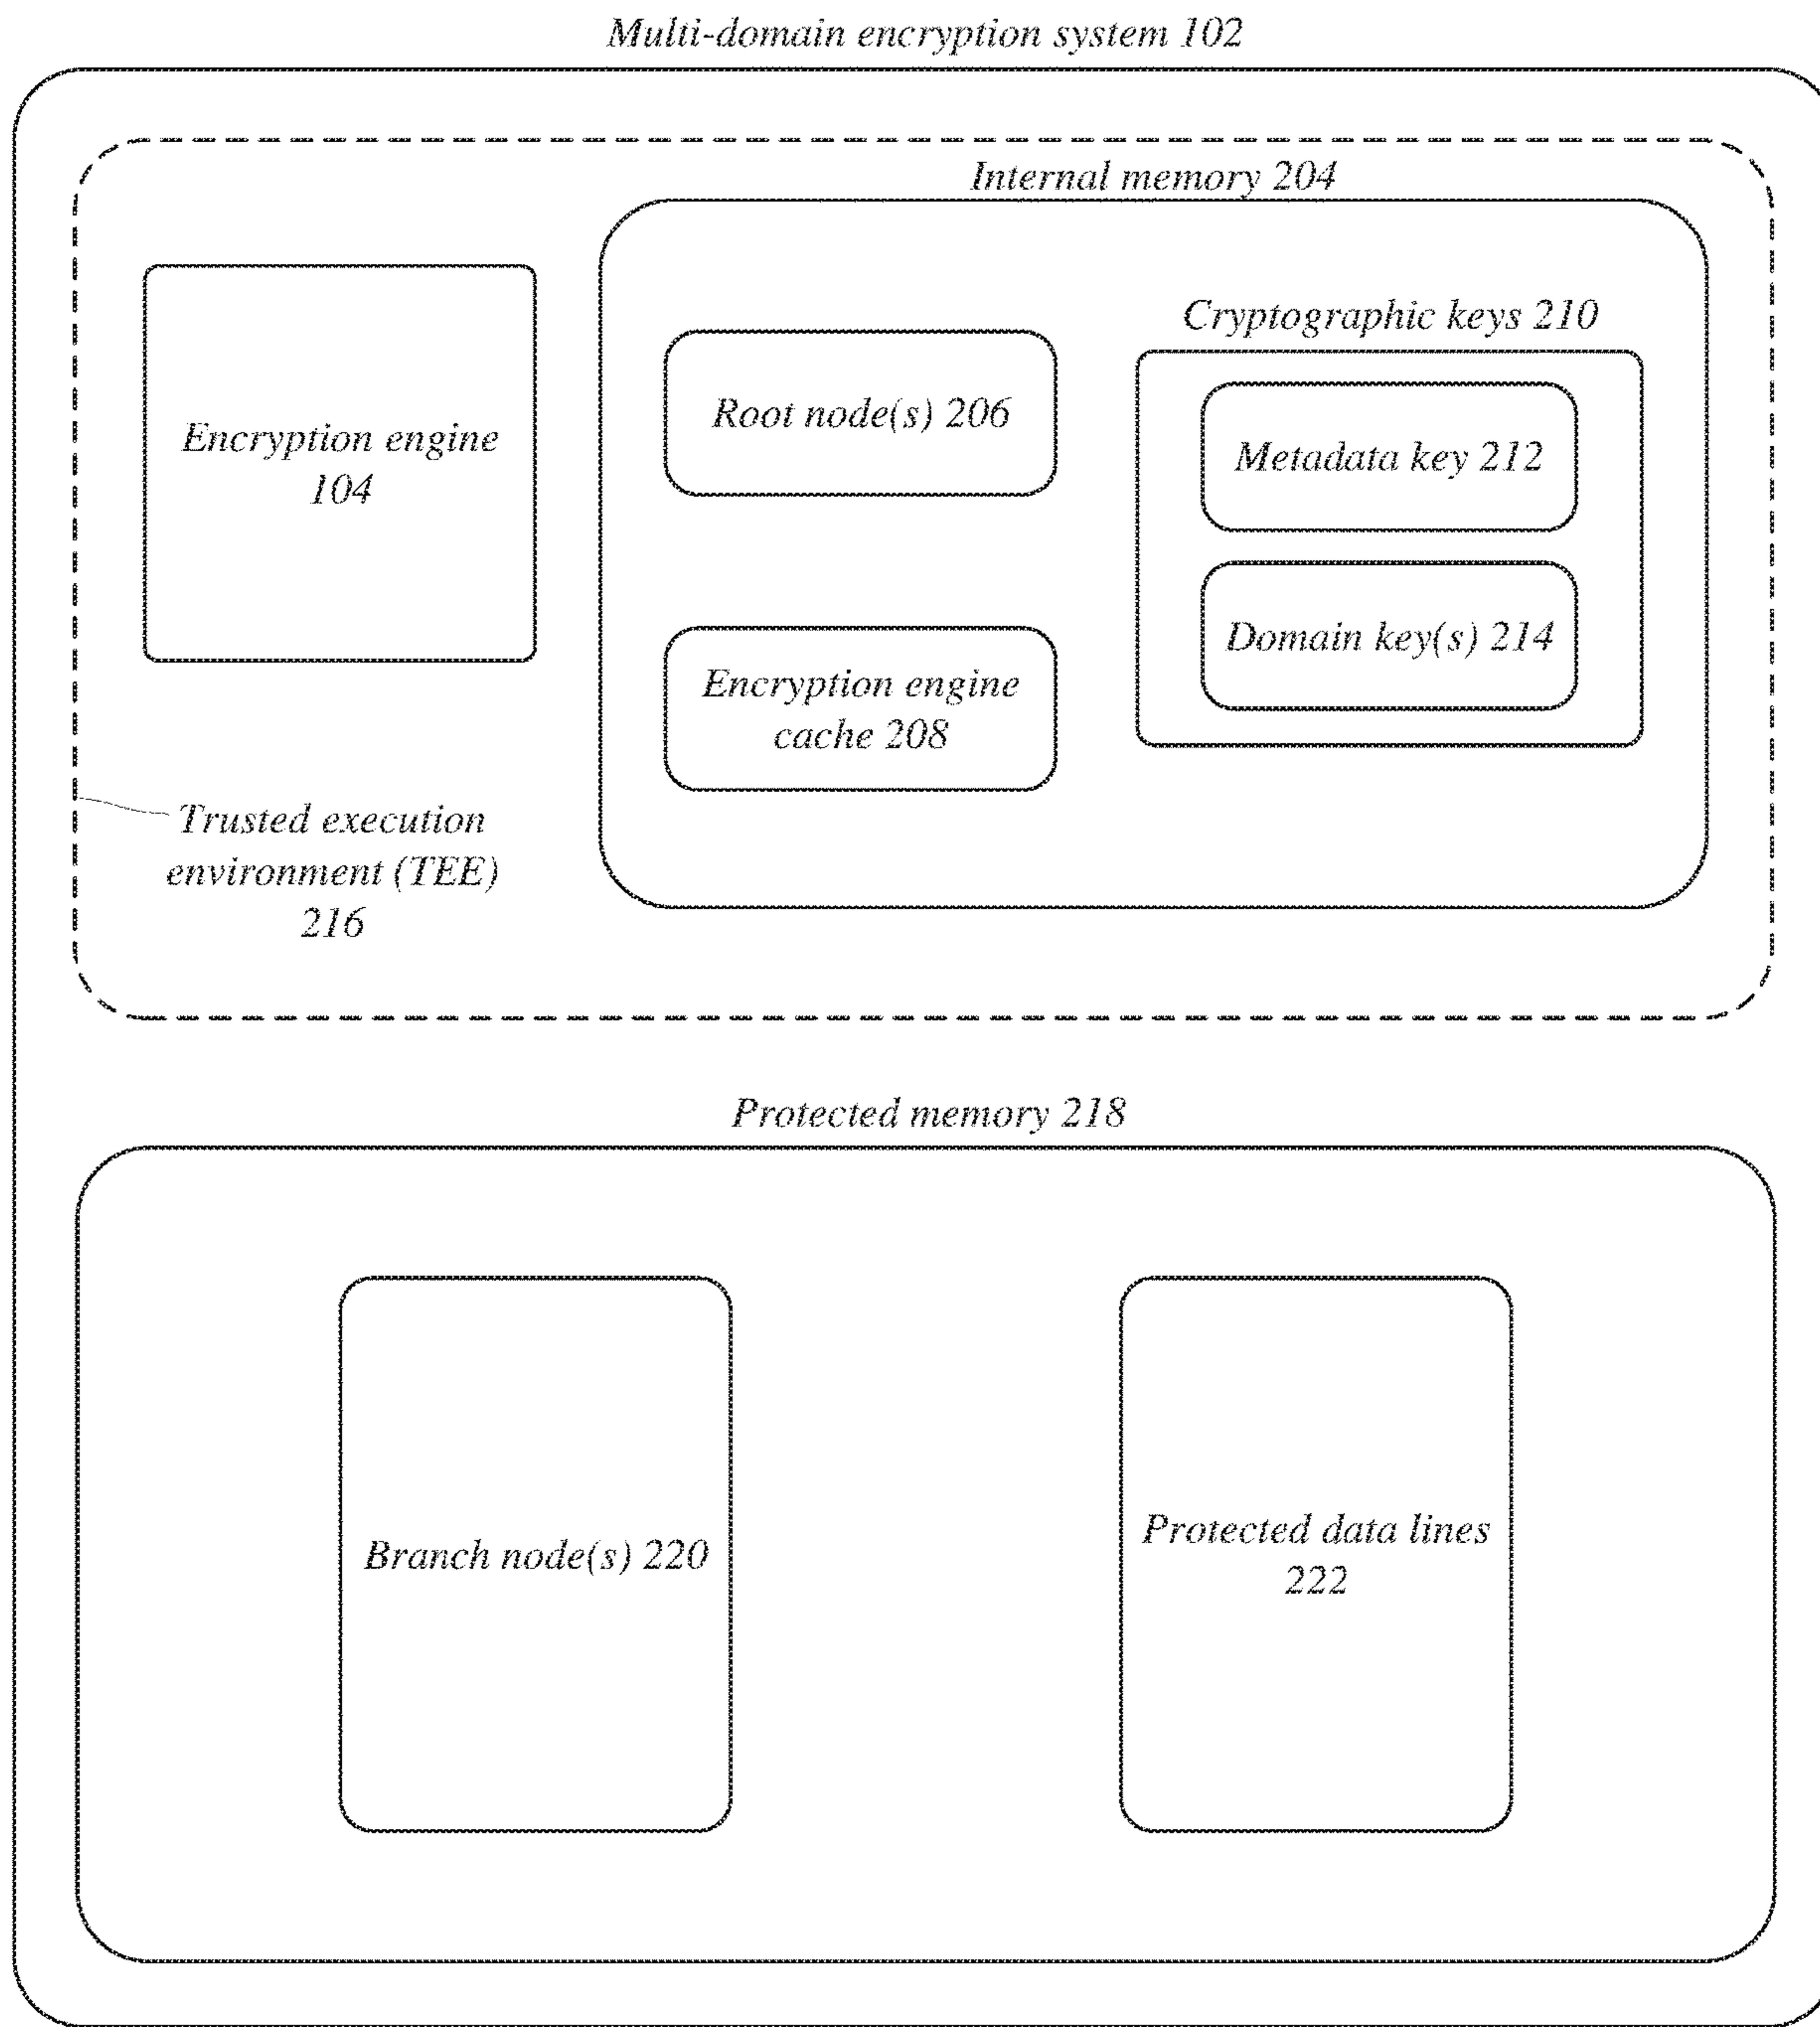 Multi-domain encryption system 102
Internal memory 204
Cryptographic keys 210
Root node(s) 206
Encryption engine
104
Metadata key 212
Domain key(s) 214
Encryption engine
cache 208
Trusted execution
environment (TEE)
216
Protected memory 218
Branch node(s) 220
Protected data lines
222